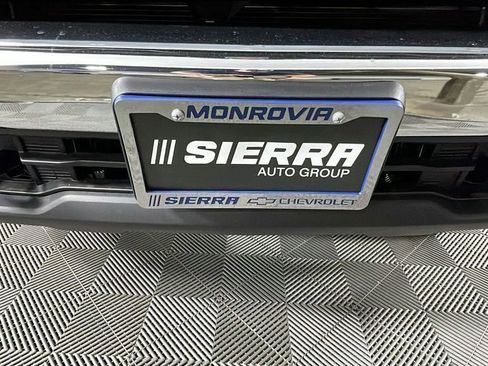 MONROVIA
SIERRA
AUTO GROUP
SIERRA CHEVROLET